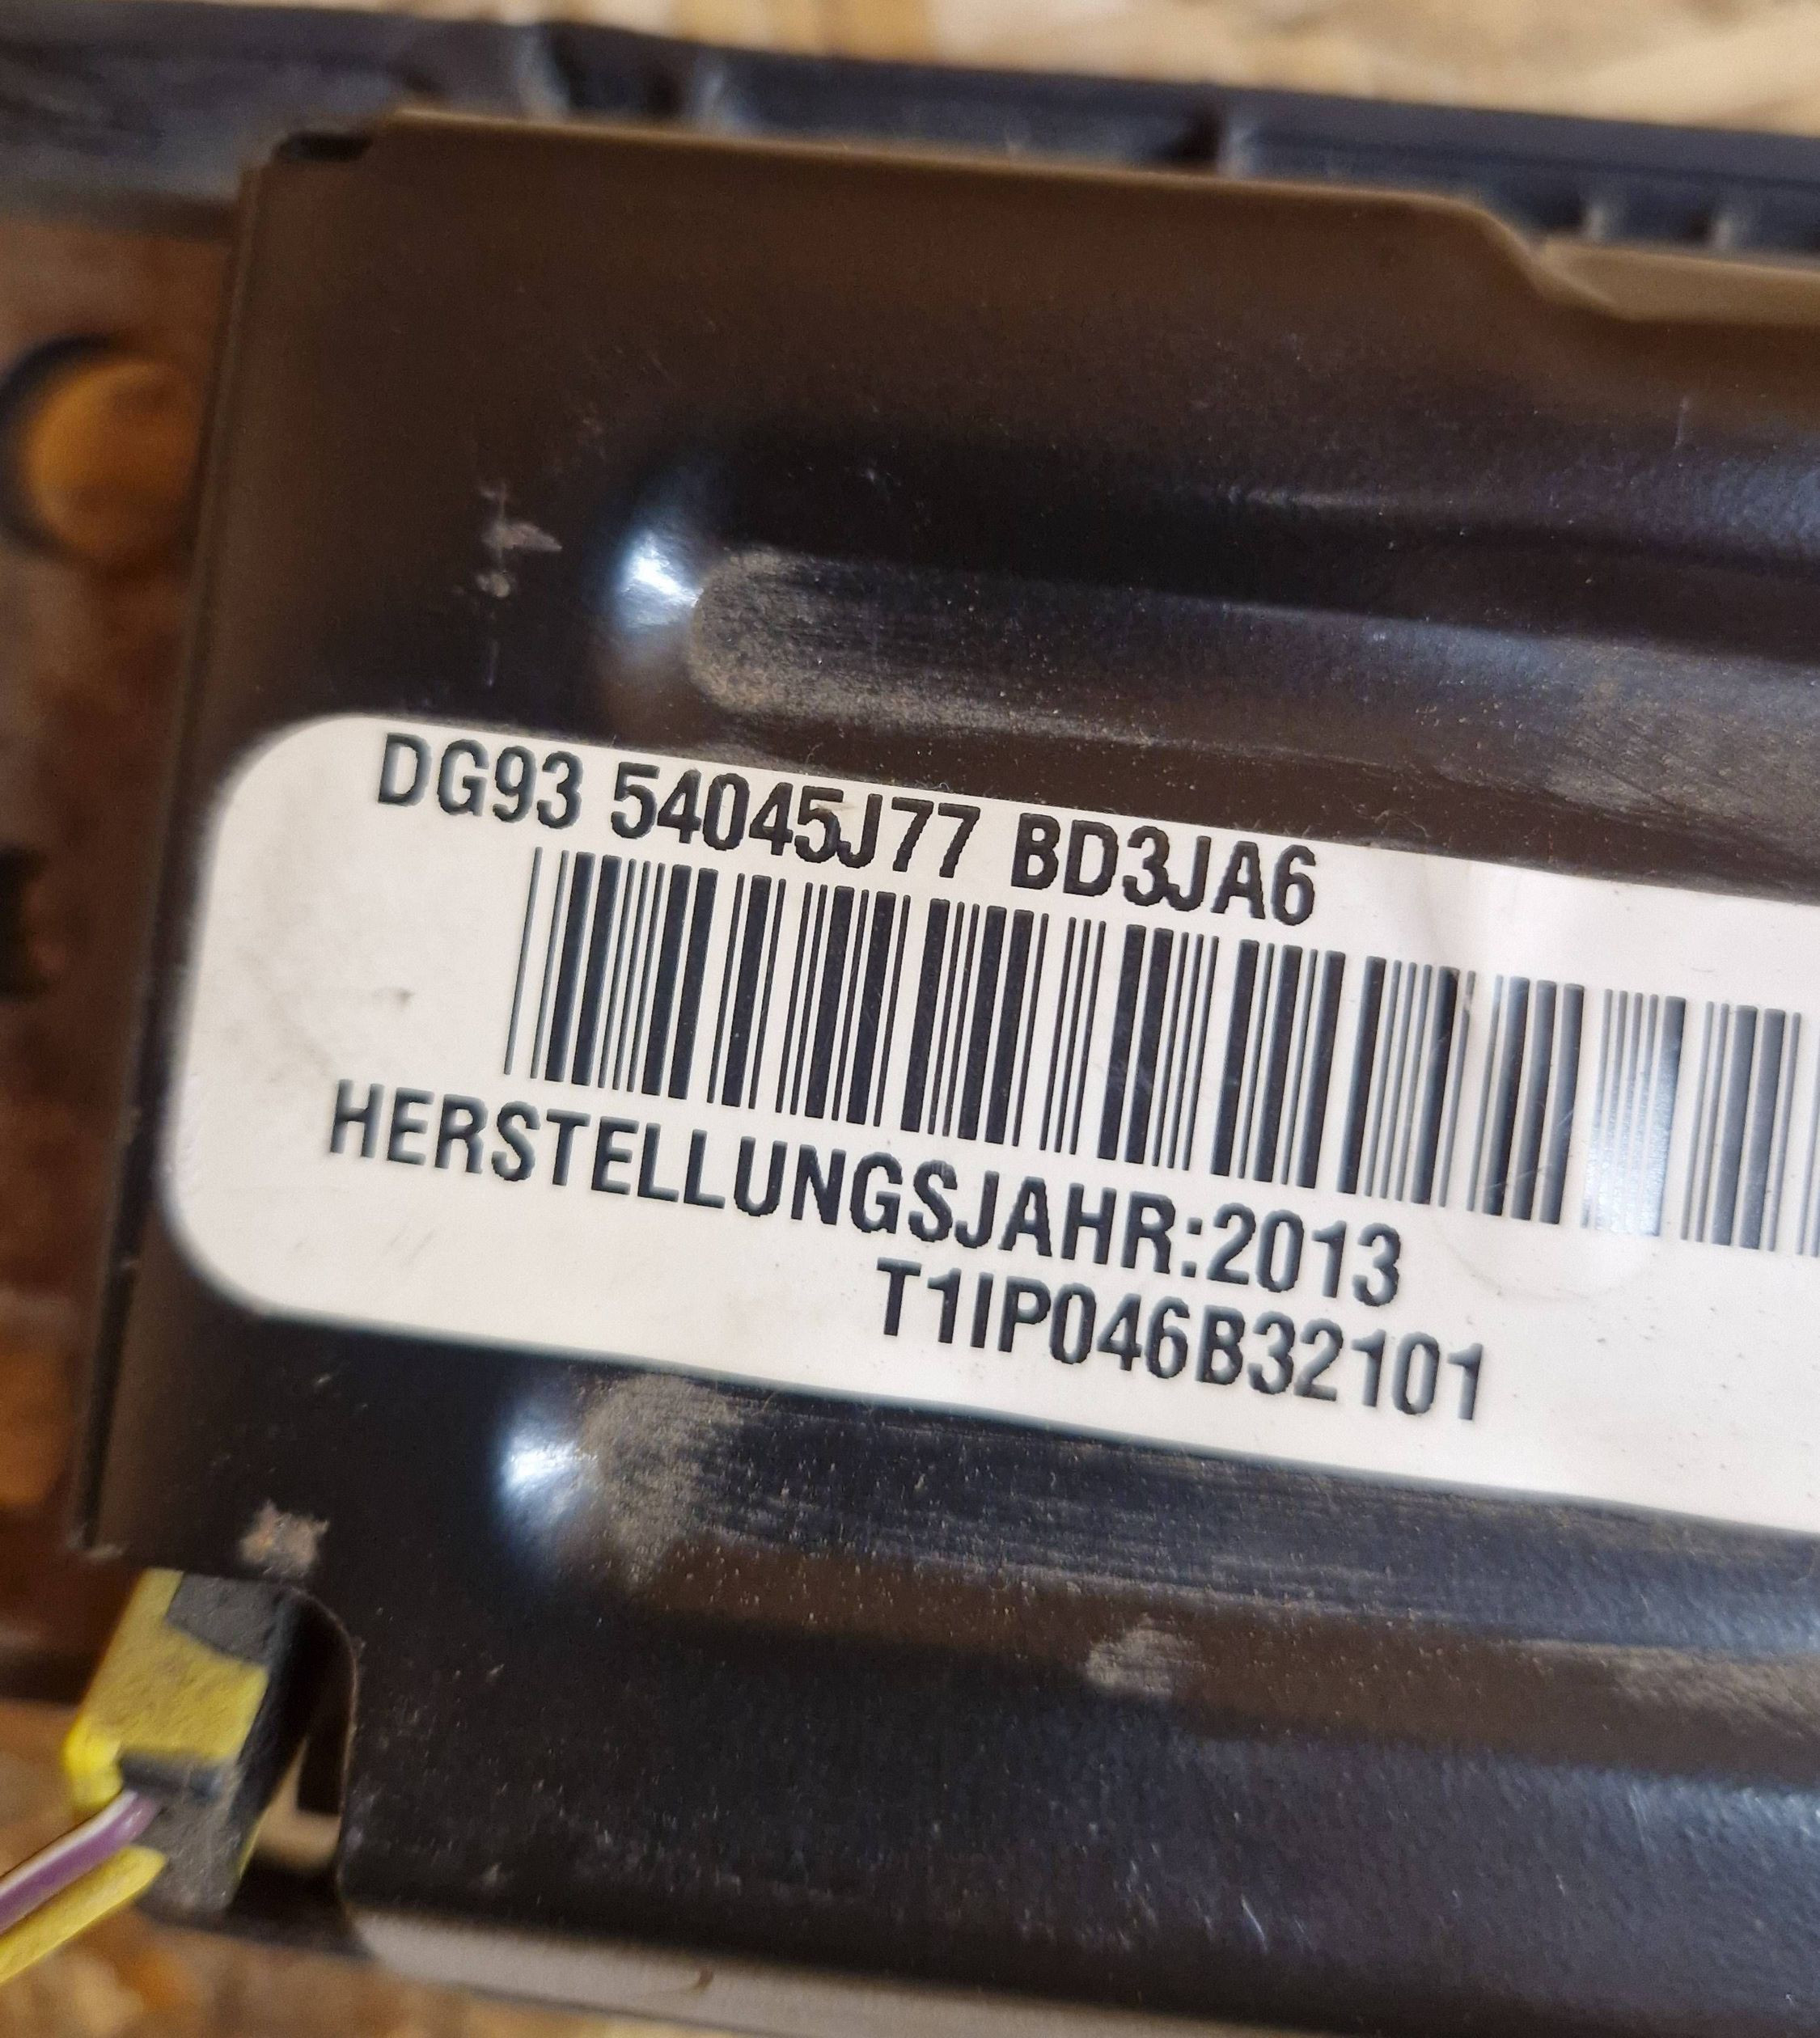 DG93 54045J77 BD3JA6
HERSTELLUNGSJAHR:2013
T1IP046B32101